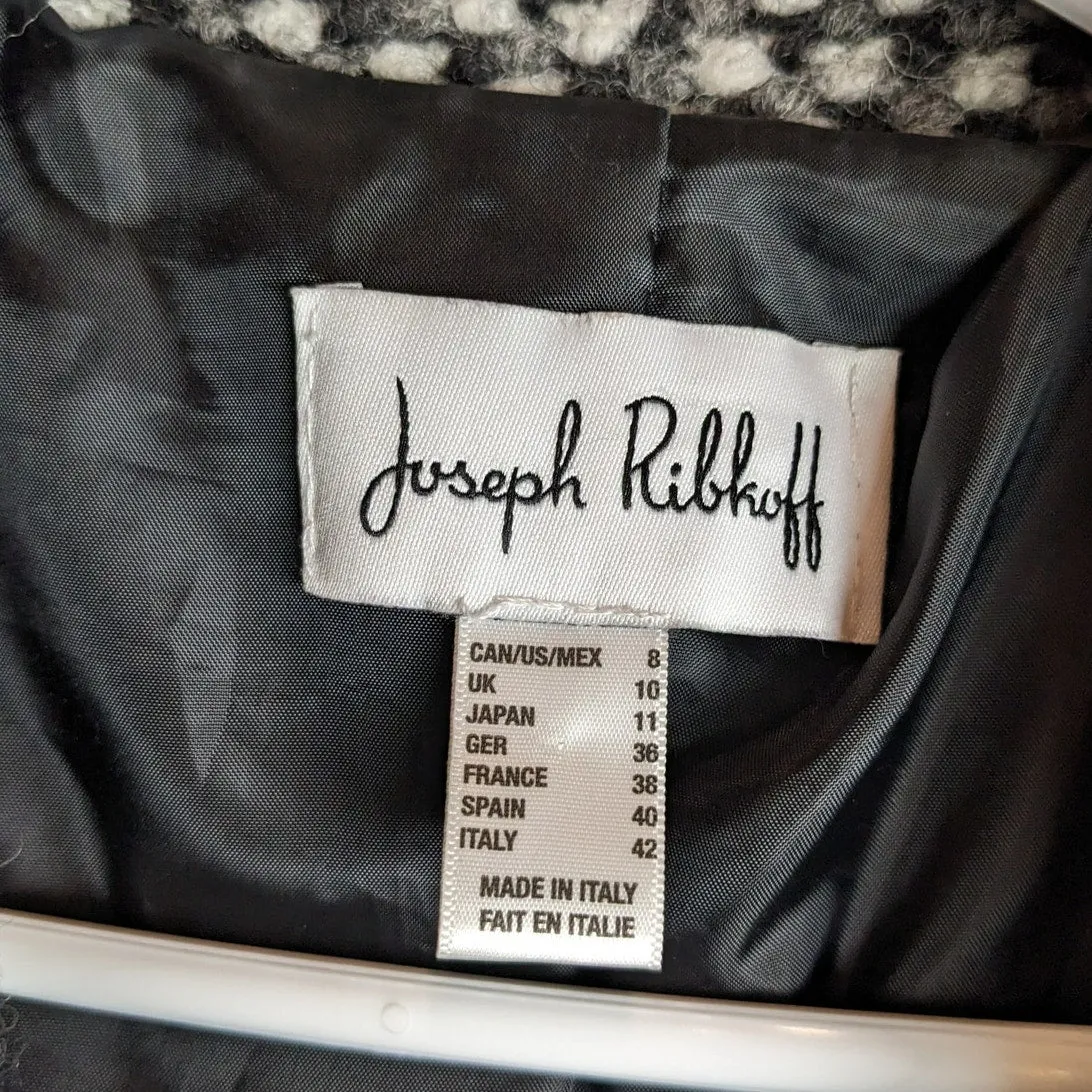 Joseph Ribkoff
CAN/US/MEX 8
UK 10
JAPAN 11
GER 36
FRANCE 38
SPAIN 40
ITALY 42
MADE IN ITALY
FAIT EN ITALIE